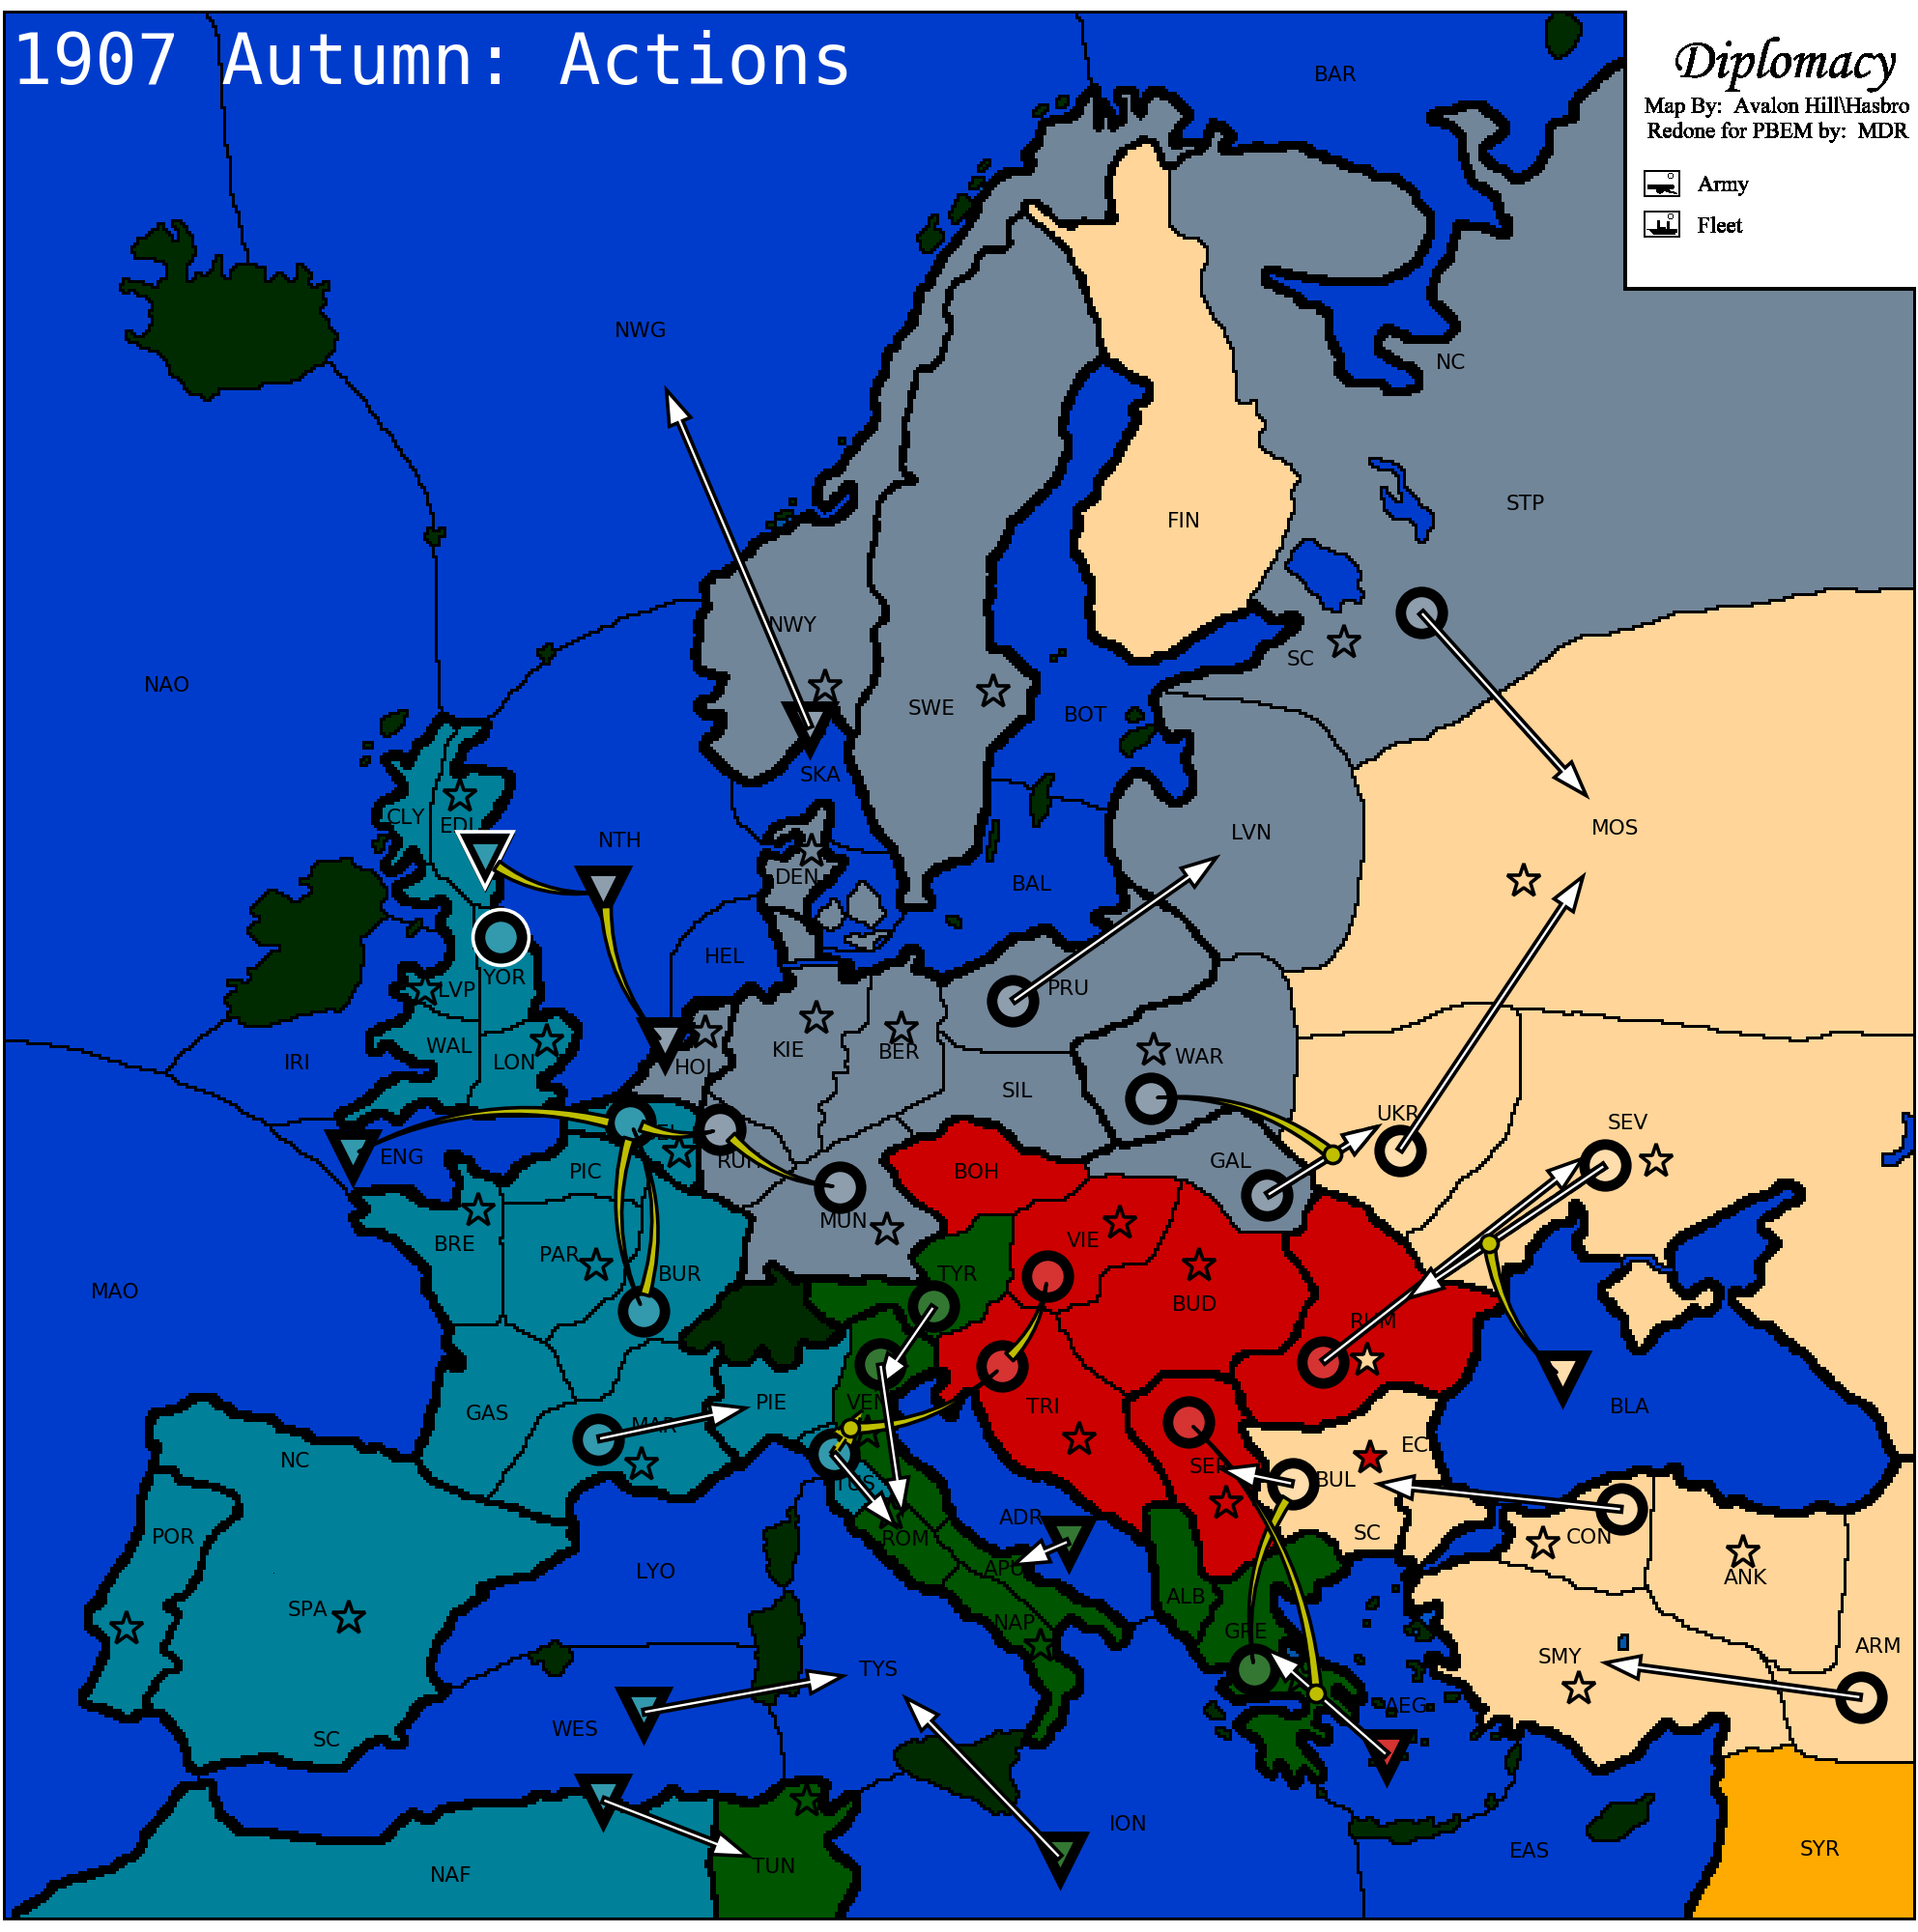 1907 Autumn: Actions
Diplomacy
Map By: Avalon Hill\Hasbro
Redone for PBEM by: MDR
Army
Fleet
BAR
NWG
NC
STP
FIN
NWY
SC
NAO
SWE
BOT
SKA
CLY
EDI
NTH
LVN
MOS
DEN
BAL
HEL
YOR
PRU
LVP
WAL
LON
IRI
KIE
BER
HOL
WAR
SIL
UKR
SEV
ENG
PIC
BEL
RUH
BOH
GAL
MUN
BRE
PAR
BUR
VIE
TYR
MAO
BUD
RUM
GAS
MAR
PIE
VEN
TRI
BLA
NC
SER
BUL
EC
TUS
POR
ROM
ADR
SC
CON
LYO
APU
ANK
SPA
ALB
NAP
GRE
SMY
ARM
TYS
AEG
WES
SC
ION
EAS
SYR
NAF
TUN